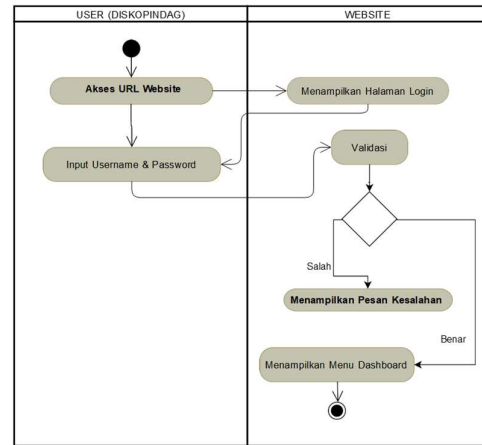 USER (DISKOPINDAG)
WEBSITE
Akses URL Website
Menampilkan Halaman Login
Input Username & Password
Validasi
Salah
Menampilkan Pesan Kesalahan
Benar
Menampilkan Menu Dashboard